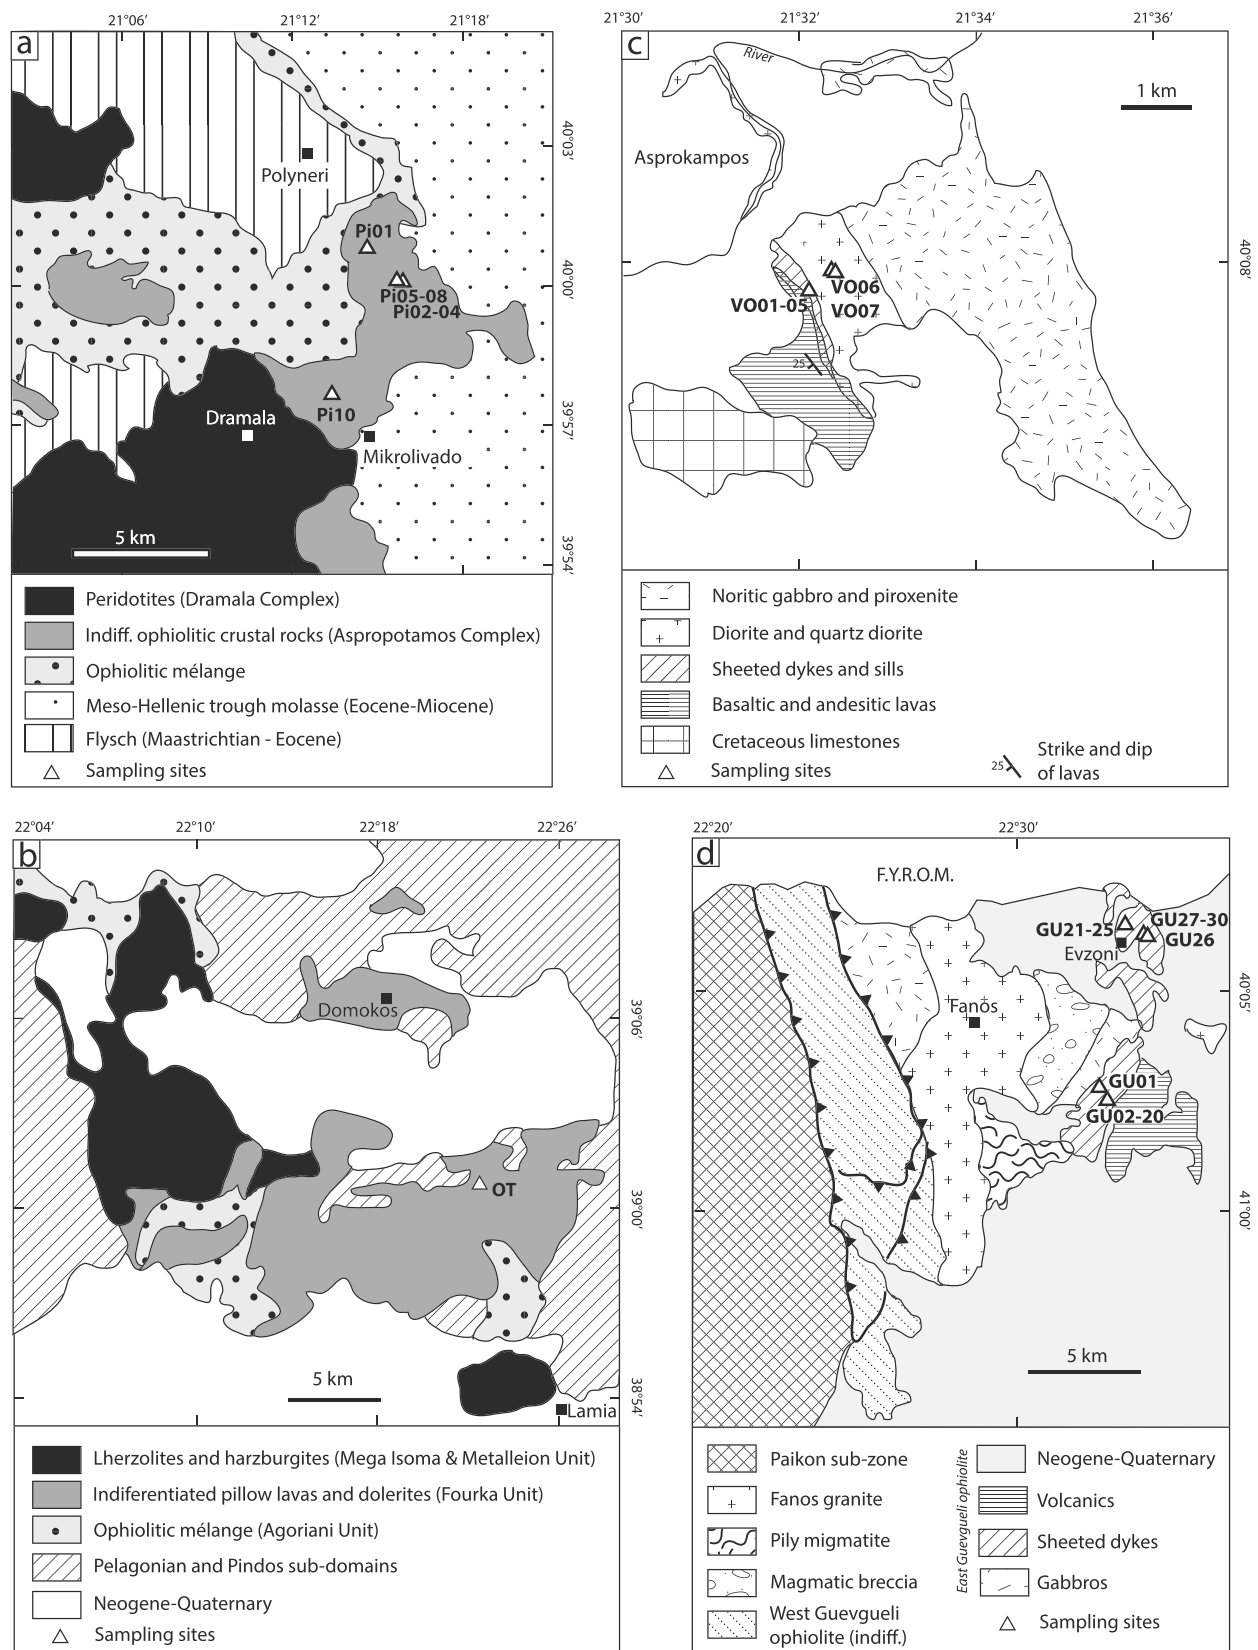 21°06′ 21°12′ 21°18′
a
Polyneri
Pi01
Pi05-08
Pi02-04
Pi10
Dramala
Mikrolivado
5 km
40°03′
40°00′
39°57′
39°54′
Peridotites (Dramala Complex)
Indiff. ophiolitic crustal rocks (Aspropotamos Complex)
Ophiolitic mélange
Meso-Hellenic trough molasse (Eocene-Miocene)
Flysch (Maastrichtian - Eocene)
Sampling sites
21°30′ 21°32′ 21°34′ 21°36′
c
River
1 km
Asprokampos
VO06
VO01-05 VO07
25
40°08′
Noritic gabbro and piroxenite
Diorite and quartz diorite
Sheeted dykes and sills
Basaltic and andesitic lavas
Cretaceous limestones
Sampling sites
25 Strike and dip
of lavas
22°04′ 22°10′ 22°18′ 22°26′
b
Domokos
OT
5 km
Lamia
39°06′
39°00′
38°54′
Lherzolites and harzburgites (Mega Isoma & Metalleion Unit)
Indiferentiated pillow lavas and dolerites (Fourka Unit)
Ophiolitic mélange (Agoriani Unit)
Pelagonian and Pindos sub-domains
Neogene-Quaternary
Sampling sites
22°20′ 22°30′
d
F.Y.R.O.M.
GU27-30
GU21-25 GU26
Evzoni
Fanos
GU01
GU02-20
5 km
40°05′
41°00′
Paikon sub-zone
Fanos granite
Pily migmatite
Magmatic breccia
West Guevgueli
ophiolite (indiff.)
East Guevgueli ophiolite
Neogene-Quaternary
Volcanics
Sheeted dykes
Gabbros
Sampling sites